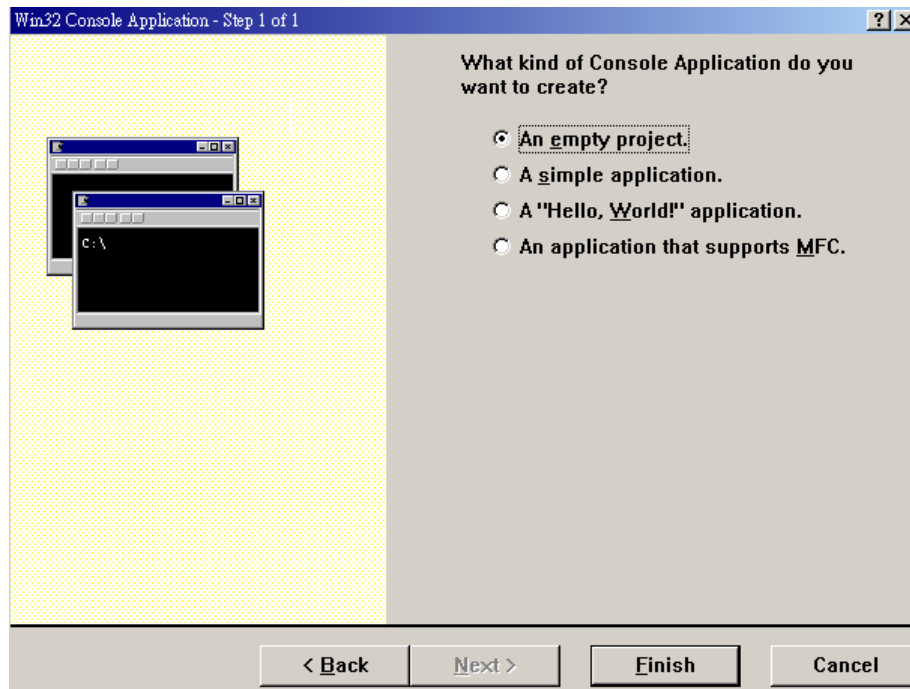 Win32 Console Application - Step 1 of 1
What kind of Console Application do you
want to create?
An empty project.
A simple application.
A "Hello, World!" application.
An application that supports MFC.
C:\
< Back
Next >
Finish
Cancel